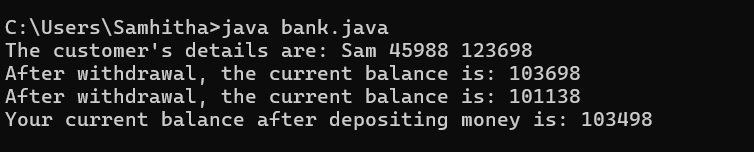 C:\Users\Samhitha>java bank.java
The customer's details are: Sam 45988 123698
After withdrawal, the current balance is: 103698
After withdrawal, the current balance is: 101138
Your current balance after depositing money is: 103498